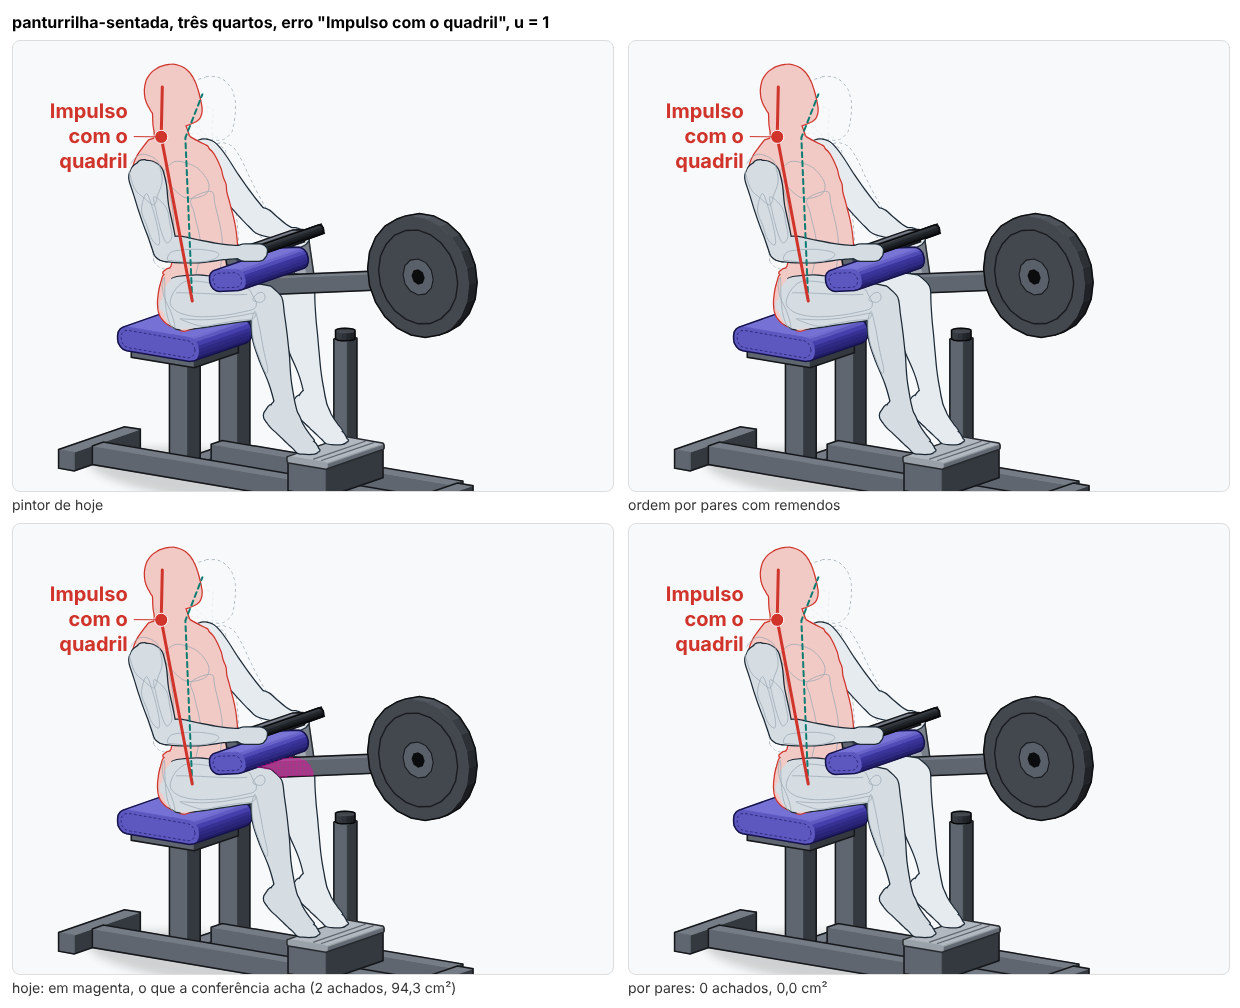 panturrilha-sentada, três quartos, erro "Impulso com o quadril", u = 1
Impulso
com o
quadril
Impulso
com o
quadril
pintor de hoje
ordem por pares com remendos
Impulso
com o
quadril
Impulso
com o
quadril
hoje: em magenta, o que a conferência acha (2 achados, 94,3 cm²)
por pares: 0 achados, 0,0 cm²